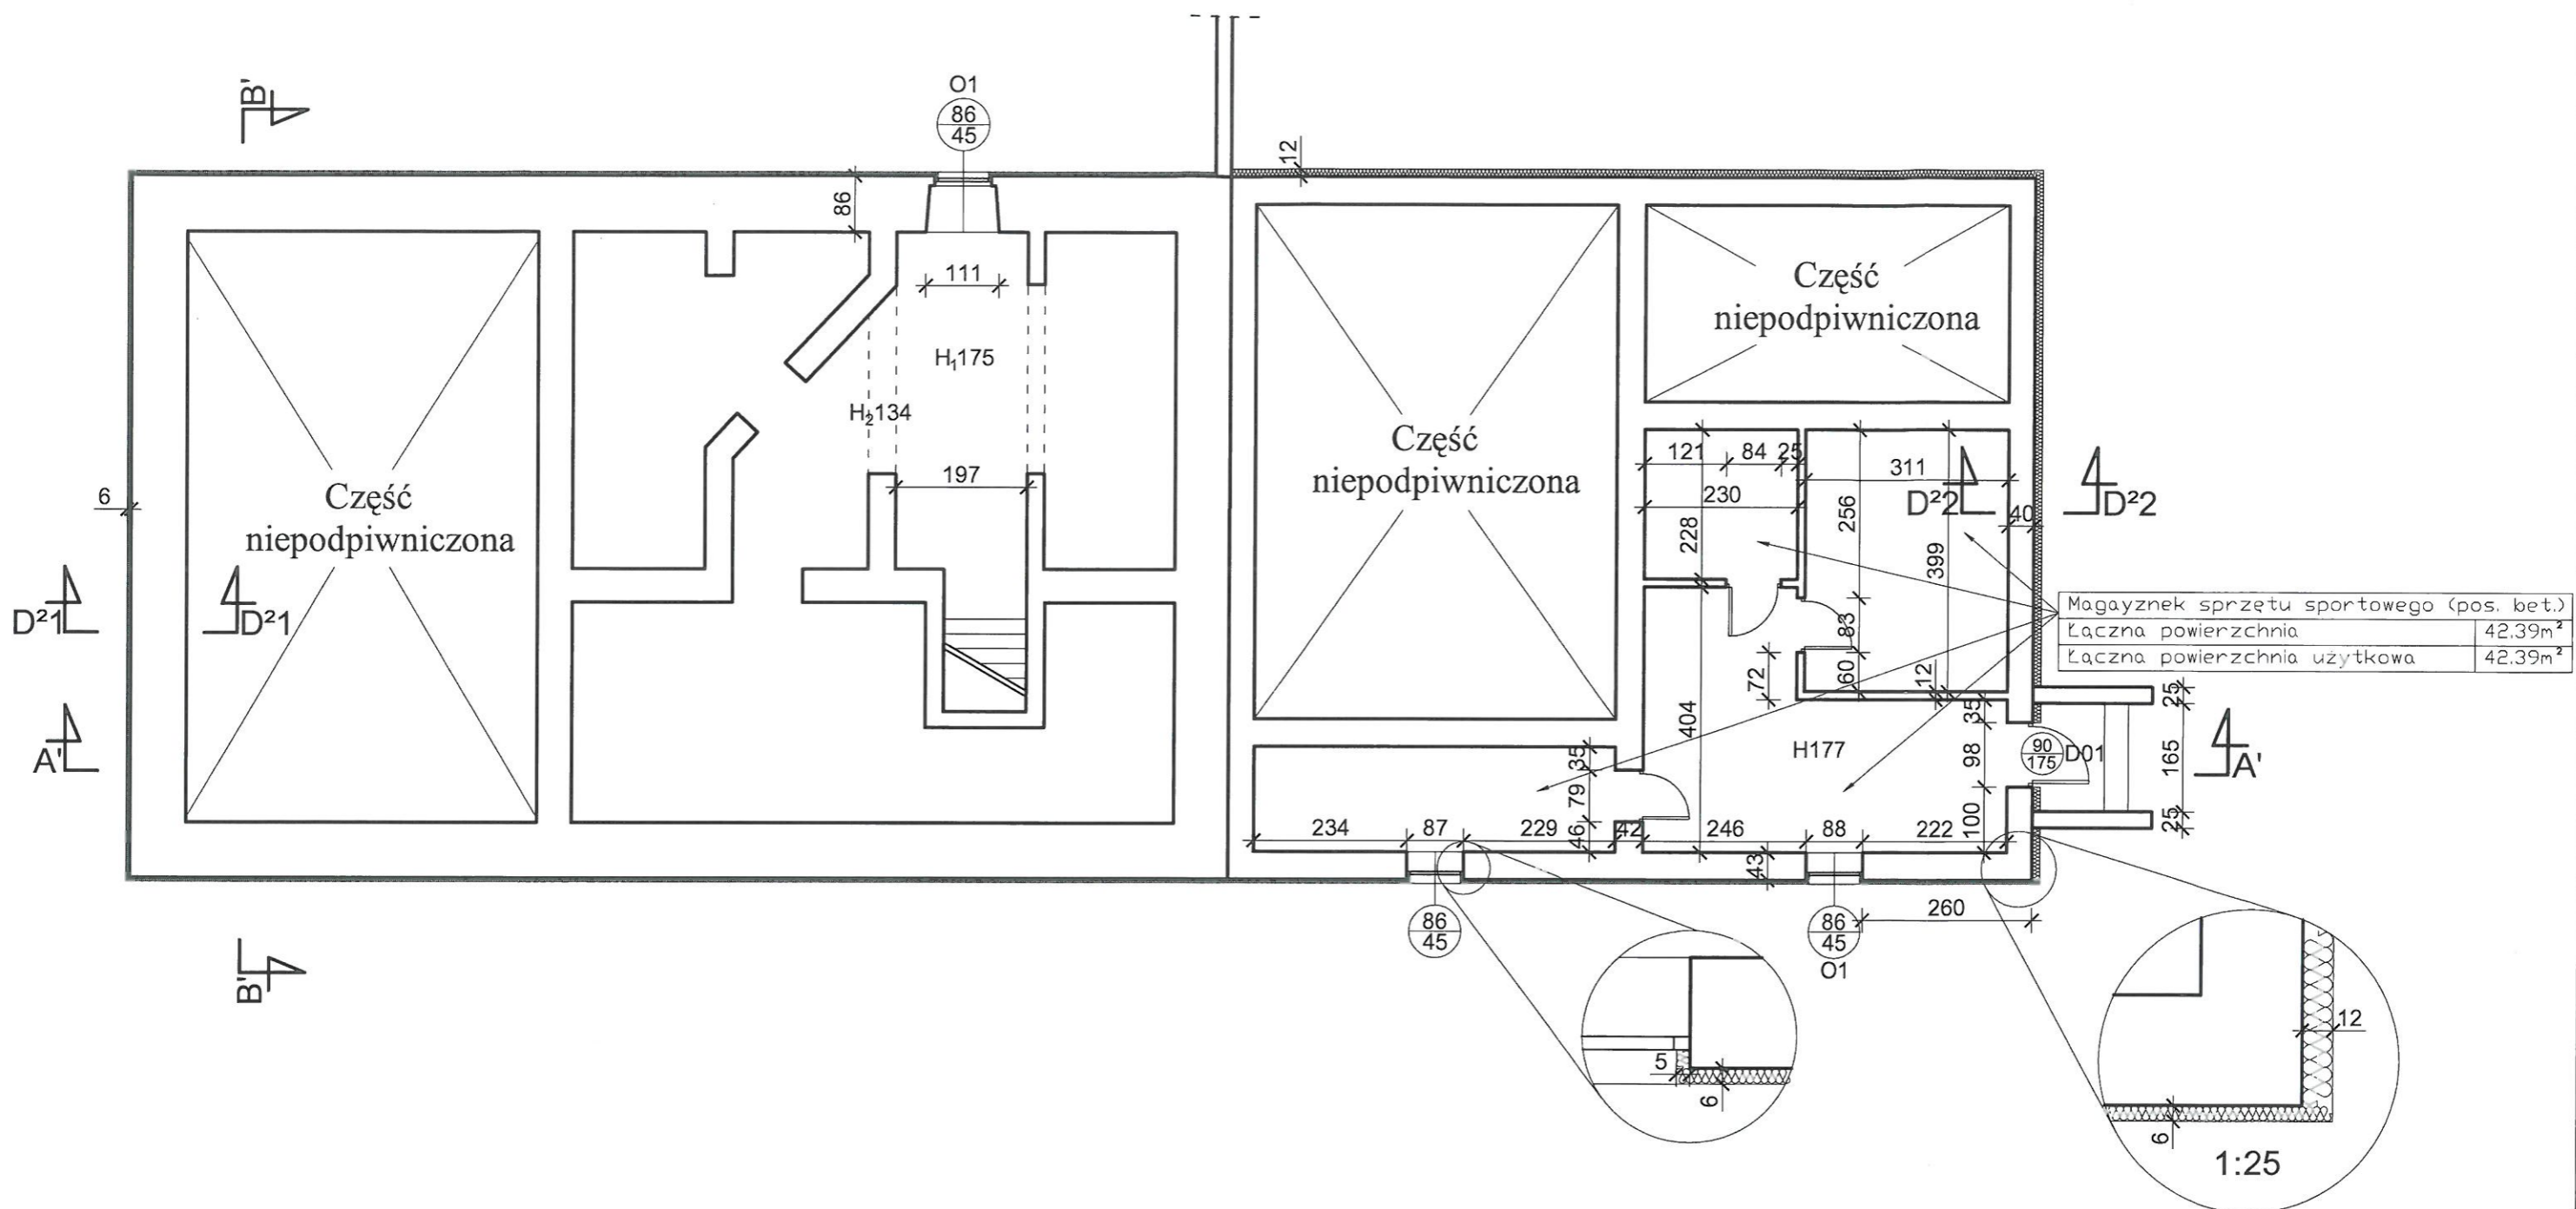 B'
O1
86
45
12
86
111
Część
niepodpiwniczona
H₁175
H₂134
Część
niepodpiwniczona
121
84
25
311
230
256
D²2
D²2
40
197
228
399
6
Część
niepodpiwniczona
D²1
D²1
83
Magayznek sprzętu sportowego (pos. bet.)
Łączna powierzchnia 42.39m²
Łączna powierzchnia użytkowa 42.39m²
72
60
12
25
35
404
A'
H177
98
90
175
D01
165
A'
35
79
234
87
229
46
42
246
88
222
100
25
43
86
45
86
45
O1
260
B'
5
6
12
6
1:25